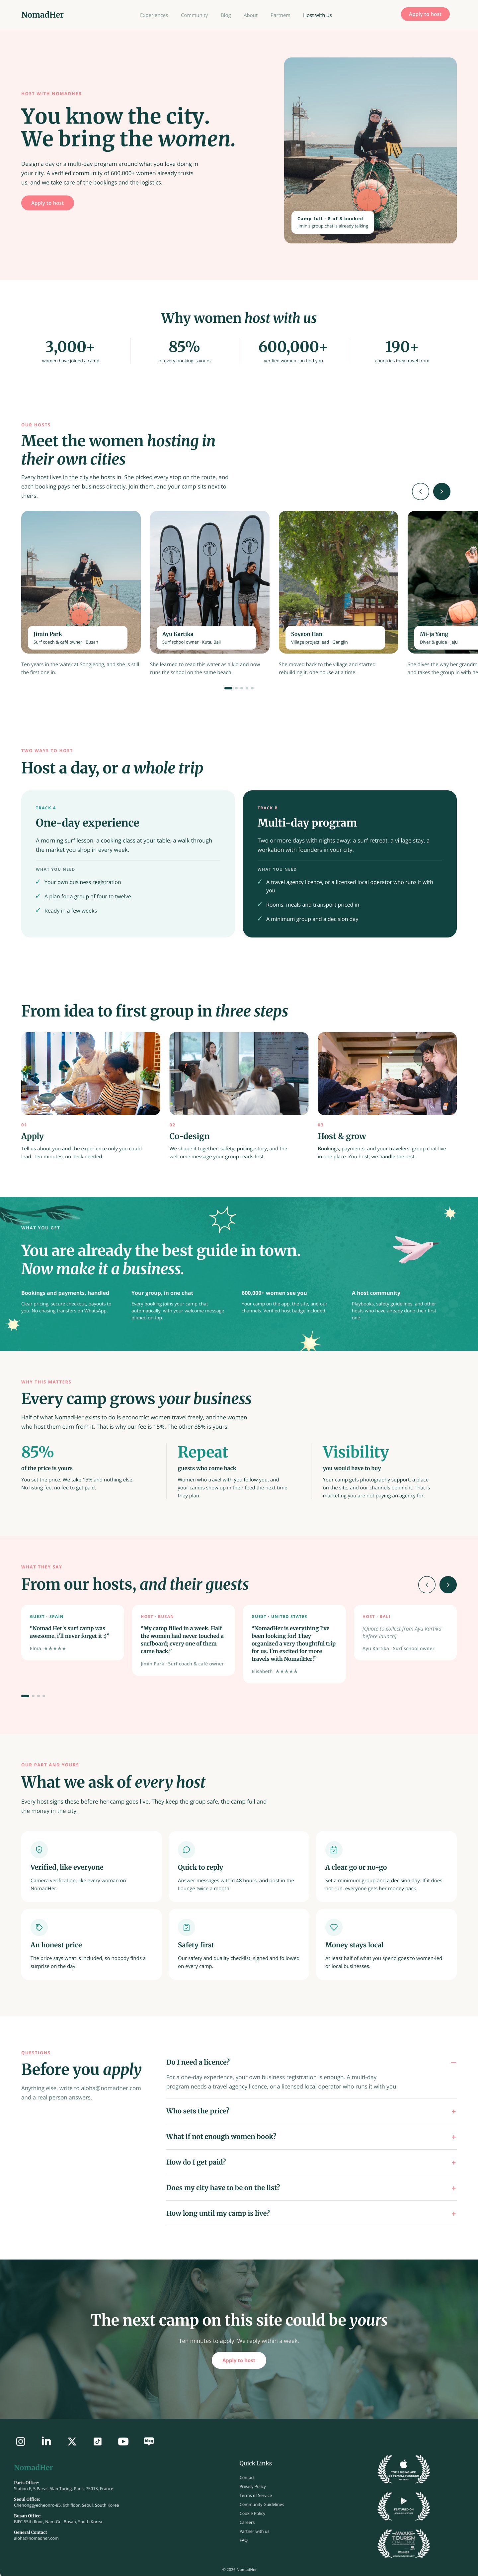 NomadHer
Experiences
Community
Blog
About
Partners
Host with us
Apply to host
HOST WITH NOMADHER
You know the city.
We bring the women.
Design a day or a multi-day program around what you love doing in
your city. A verified community of 600,000+ women already trusts
us, and we take care of the bookings and the logistics.
Apply to host
Camp full · 8 of 8 booked
Jimin's group chat is already talking
Why women host with us
3,000+
women have joined a camp
85%
of every booking is yours
600,000+
verified women can find you
190+
countries they travel from
OUR HOSTS
Meet the women hosting in
their own cities
Every host lives in the city she hosts in. She picked every stop on the route, and
each booking pays her business directly. Join them, and your camp sits next to
theirs.
Jimin Park
Surf coach & café owner · Busan
Ten years in the water at Songjeong, and she is still
the first one in.
Ayu Kartika
Surf school owner · Kuta, Bali
She learned to read this water as a kid and now
runs the school on the same beach.
Soyeon Han
Village project lead · Gangjin
She moved back to the village and started
rebuilding it, one house at a time.
Mi-ja Yang
Diver & guide · Jeju
She dives the way her grandm
and takes the group in with he
TWO WAYS TO HOST
Host a day, or a whole trip
TRACK A
One-day experience
A morning surf lesson, a cooking class at your table, a walk through
the market you shop in every week.
WHAT YOU NEED
Your own business registration
A plan for a group of four to twelve
Ready in a few weeks
TRACK B
Multi-day program
Two or more days with nights away: a surf retreat, a village stay, a
workation with founders in your city.
WHAT YOU NEED
A travel agency licence, or a licensed local operator who runs it with
you
Rooms, meals and transport priced in
A minimum group and a decision day
From idea to first group in three steps
01
Apply
Tell us about you and the experience only you could
lead. Ten minutes, no deck needed.
02
Co-design
We shape it together: safety, pricing, story, and the
welcome message your group reads first.
03
Host & grow
Bookings, payments, and your travelers' group chat live
in one place. You host; we handle the rest.
WHAT YOU GET
You are already the best guide in town.
Now make it a business.
Bookings and payments, handled
Clear pricing, secure checkout, payouts to
you. No chasing transfers on WhatsApp.
Your group, in one chat
Every booking joins your camp chat
automatically, with your welcome message
pinned on top.
600,000+ women see you
Your camp on the app, the site, and our
channels. Verified host badge included.
A host community
Playbooks, safety guidelines, and other
hosts who have already done their first
one.
WHY THIS MATTERS
Every camp grows your business
Half of what NomadHer exists to do is economic: women travel freely, and the women
who host them earn from it. That is why our fee is 15%. The other 85% is yours.
85%
of the price is yours
You set the price. We take 15% and nothing else.
No listing fee, no fee to get paid.
Repeat
guests who come back
Women who travel with you follow you, and
your camps show up in their feed the next time
they plan.
Visibility
you would have to buy
Your camp gets photography support, a place
on the site, and our channels behind it. That is
marketing you are not paying an agency for.
WHAT THEY SAY
From our hosts, and their guests
GUEST · SPAIN
“Nomad Her's surf camp was
awesome, i'll never forget it :)”
Elma ★★★★★
HOST · BUSAN
“My camp filled in a week. Half
the women had never touched a
surfboard; every one of them
came back.”
Jimin Park · Surf coach & café owner
GUEST · UNITED STATES
“NomadHer is everything I've
been looking for! They
organized a very thoughtful trip
for us. I'm excited for more
travels with NomadHer!”
Elisabeth ★★★★★
HOST · BALI
[Quote to collect from Ayu Kartika
before launch]
Ayu Kartika · Surf school owner
OUR PART AND YOURS
What we ask of every host
Every host signs these before her camp goes live. They keep the group safe, the camp full and
the money in the city.
Verified, like everyone
Camera verification, like every woman on
NomadHer.
Quick to reply
Answer messages within 48 hours, and post in the
Lounge twice a month.
A clear go or no-go
Set a minimum group and a decision day. If it does
not run, everyone gets her money back.
An honest price
The price says what is included, so nobody finds a
surprise on the day.
Safety first
Our safety and quality checklist, signed and followed
on every camp.
Money stays local
At least half of what you spend goes to women-led
or local businesses.
QUESTIONS
Before you apply
Anything else, write to aloha@nomadher.com
and a real person answers.
Do I need a licence?
For a one-day experience, your own business registration is enough. A multi-day
program needs a travel agency licence, or a licensed local operator who runs it with you.
Who sets the price?
What if not enough women book?
How do I get paid?
Does my city have to be on the list?
How long until my camp is live?
The next camp on this site could be yours
Ten minutes to apply. We reply within a week.
Apply to host
NomadHer
Paris Office:
Station F, 5 Parvis Alan Turing, Paris, 75013, France
Seoul Office:
Cheonggyecheonro 85, 9th floor, Seoul, South Korea
Busan Office:
BIFC 55th floor, Nam-Gu, Busan, South Korea
General Contact
aloha@nomadher.com
Quick Links
Contact
Privacy Policy
Terms of Service
Community Guidelines
Cookie Policy
Careers
Partner with us
FAQ
FEATURED ON
AWAKE
TOURISM
WINNER
© 2026 NomadHer